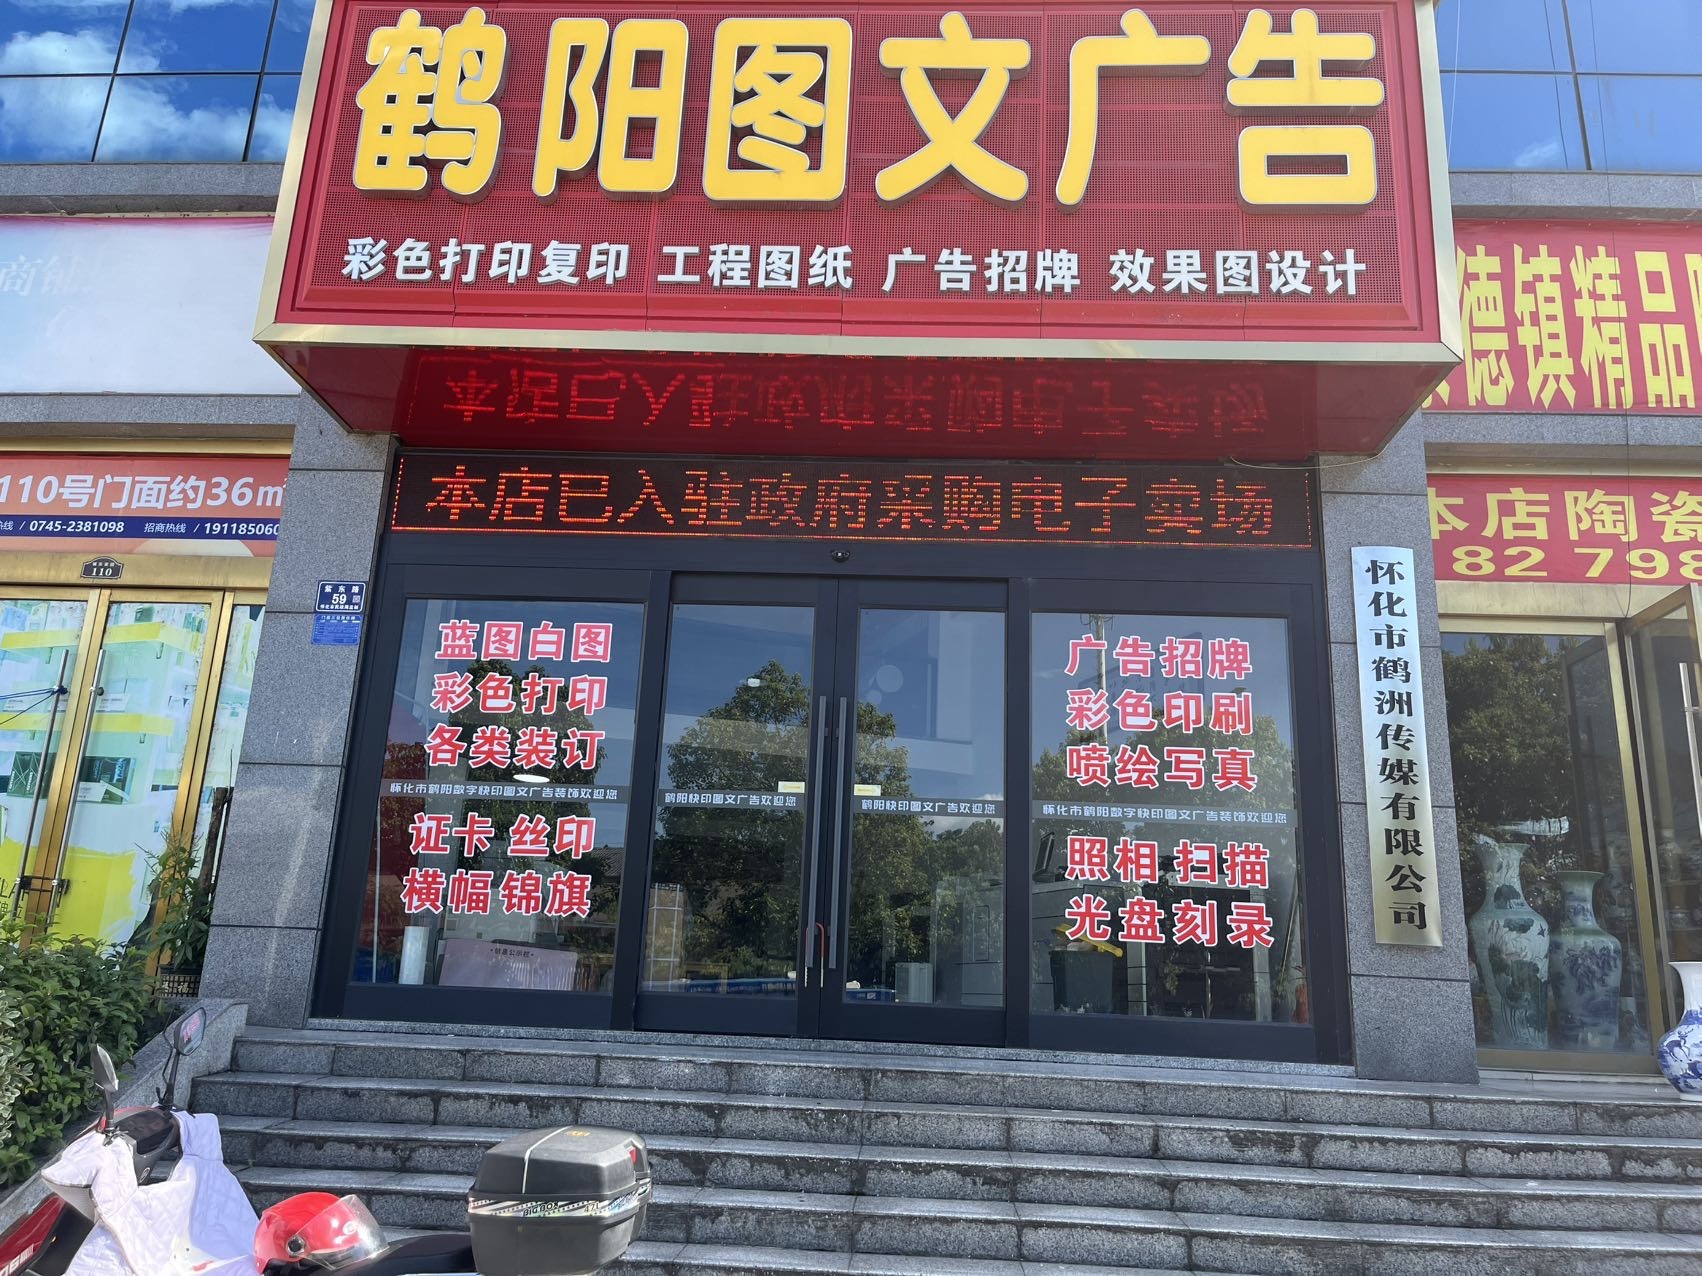 鹤阳图文广告
彩色打印复印 工程图纸 广告招牌 效果图设计
本店已入驻政府采购电子卖场
德镇精品
本店陶瓷
82 798
110号门面约36㎡
热线 / 0745-2381098 招商热线 / 19118506
110
紫东路
59
蓝图白图
彩色打印
各类装订
怀化市鹤阳数字快印图文广告装饰欢迎您
证卡 丝印
横幅 锦旗
鹤阳快印图文广告欢迎您
鹤阳快印图文广告欢迎您
广告招牌
彩色印刷
喷绘写真
怀化市鹤阳数字快印图文广告装饰欢迎您
照相 扫描
光盘刻录
怀化市鹤洲传媒有限公司
BIG BOX